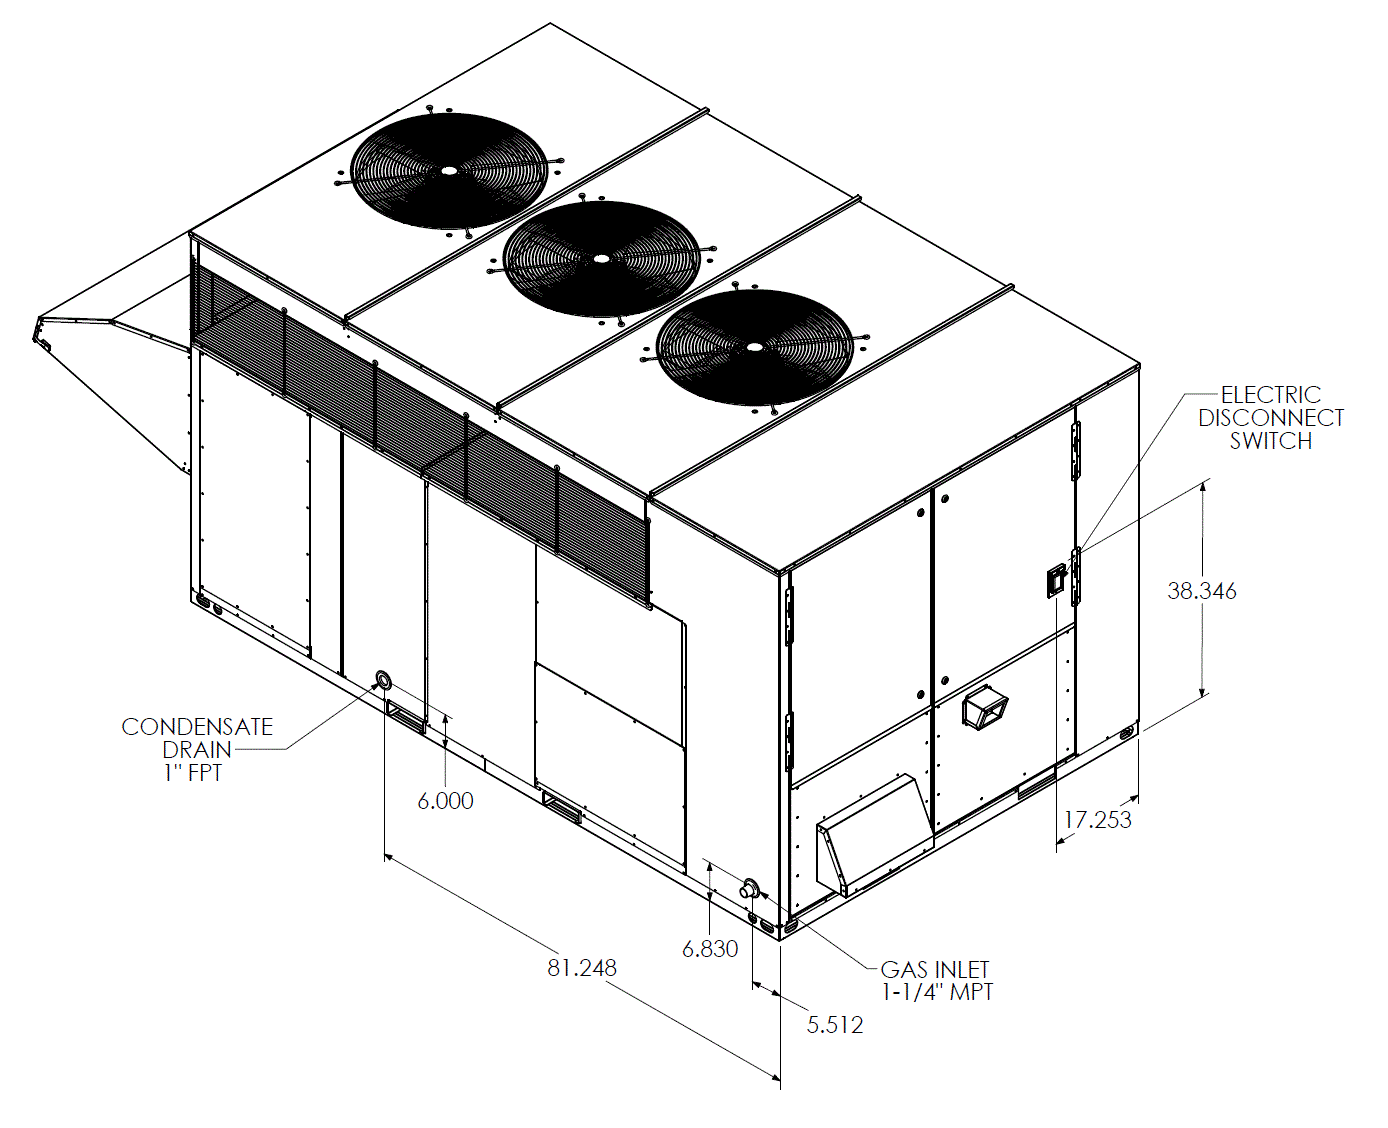 ELECTRIC
DISCONNECT
SWITCH
38.346
CONDENSATE
DRAIN
1" FPT
6.000
17.253
6.830
81.248
GAS INLET
1-1/4" MPT
5.512